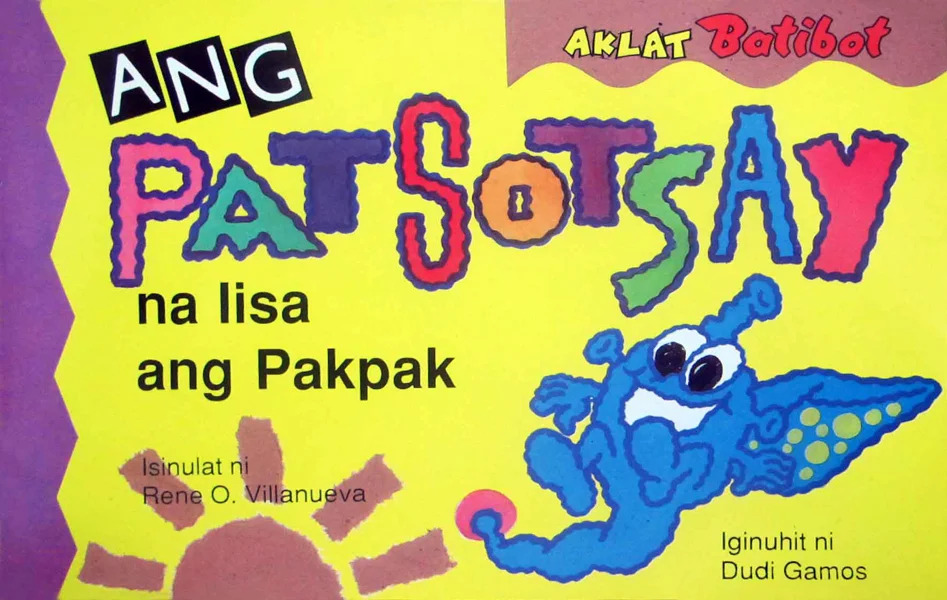 AKLAT Batibot
ANG
PATSOTSAY
na Iisa
ang Pakpak
Isinulat ni
Rene O. Villanueva
Iginuhit ni
Dudi Gamos